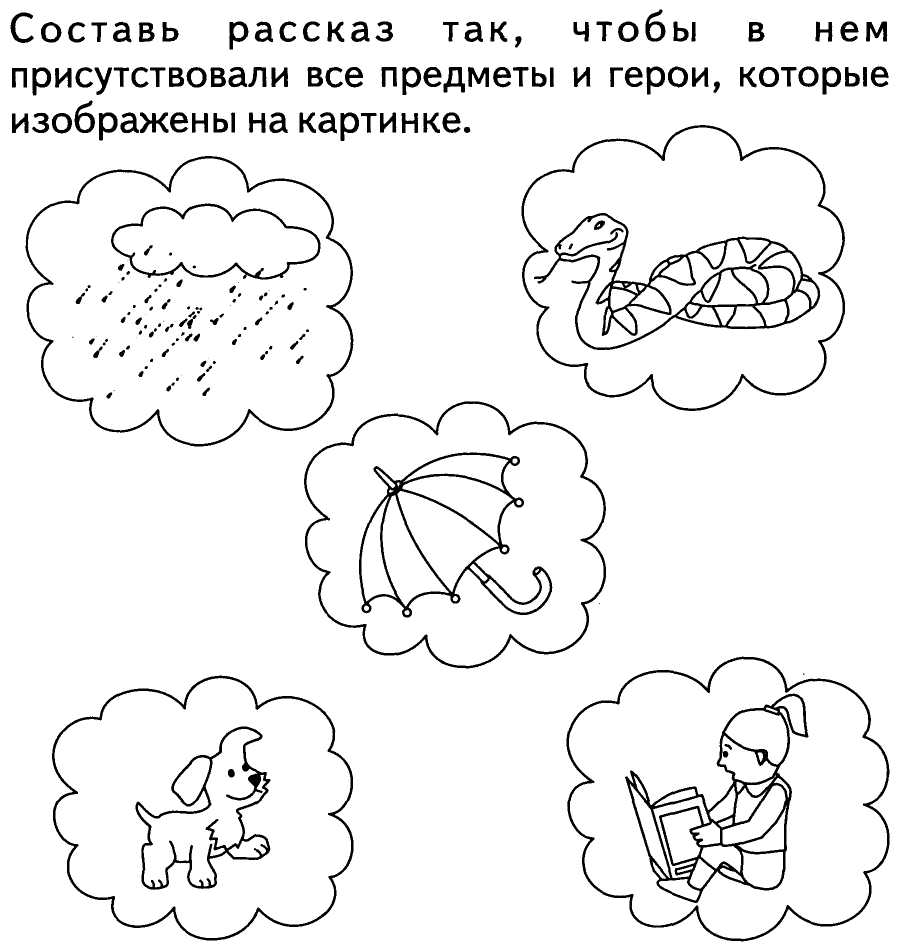 Составь рассказ так, чтобы в нем
присутствовали все предметы и герои, которые
изображены на картинке.